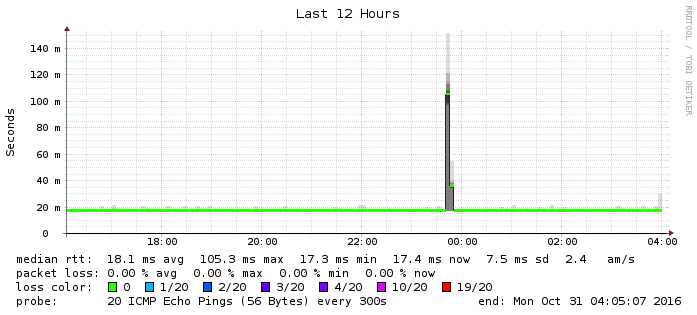 Last 12 Hours
RRDTOOL / TOBI OETIKER
Seconds
140 m
120 m
100 m
80 m
60 m
40 m
20 m
0
18:00 20:00 22:00 00:00 02:00 04:00
median rtt: 18.1 ms avg 105.3 ms max 17.3 ms min 17.4 ms now 7.5 ms sd 2.4 am/s
packet loss: 0.00 % avg 0.00 % max 0.00 % min 0.00 % now
loss color: 0 1/20 2/20 3/20 4/20 10/20 19/20
probe: 20 ICMP Echo Pings (56 Bytes) every 300s end: Mon Oct 31 04:05:07 2016